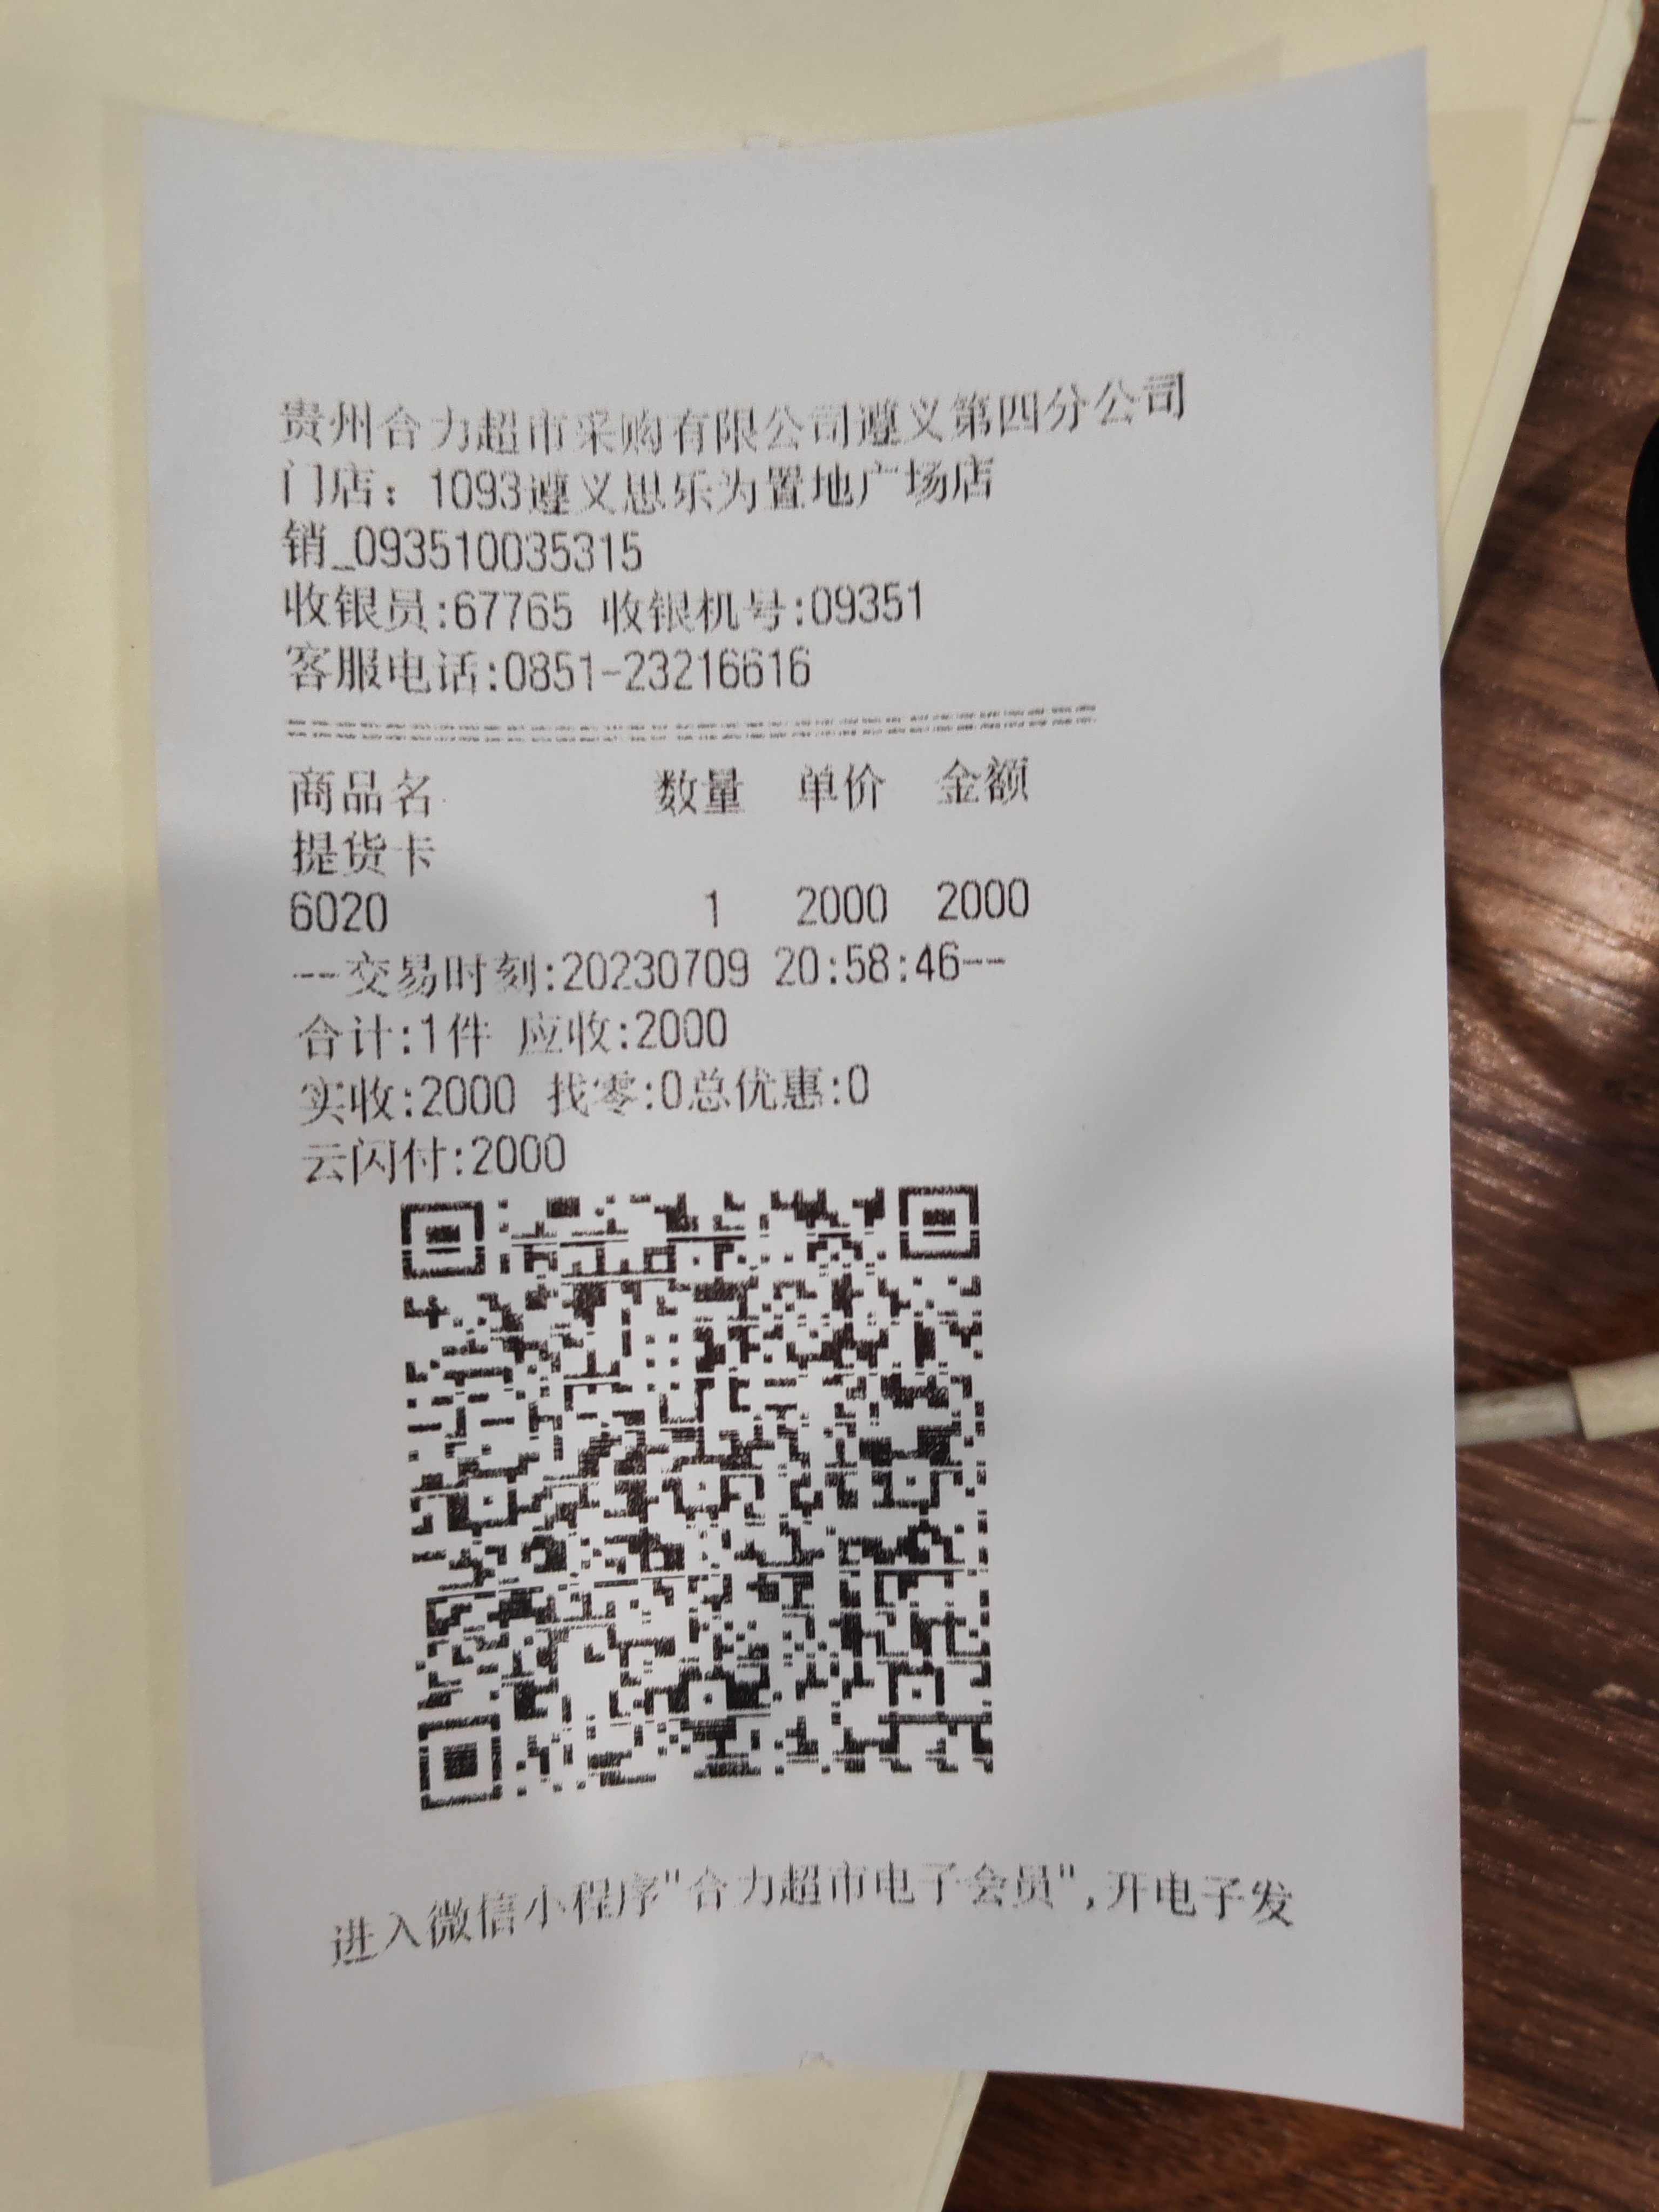 贵州合力超市采购有限公司遵义第四分公司
门店：1093遵义思乐为置地广场店
销_093510035315
收银员:67765 收银机号:09351
客服电话:0851-23216616
商品名 数量 单价 金额
提货卡
6020 1 2000 2000
--交易时刻:20230709 20:58:46--
合计:1件 应收:2000
实收:2000 找零:0总优惠:0
云闪付:2000
进入微信小程序"合力超市电子会员",开电子发